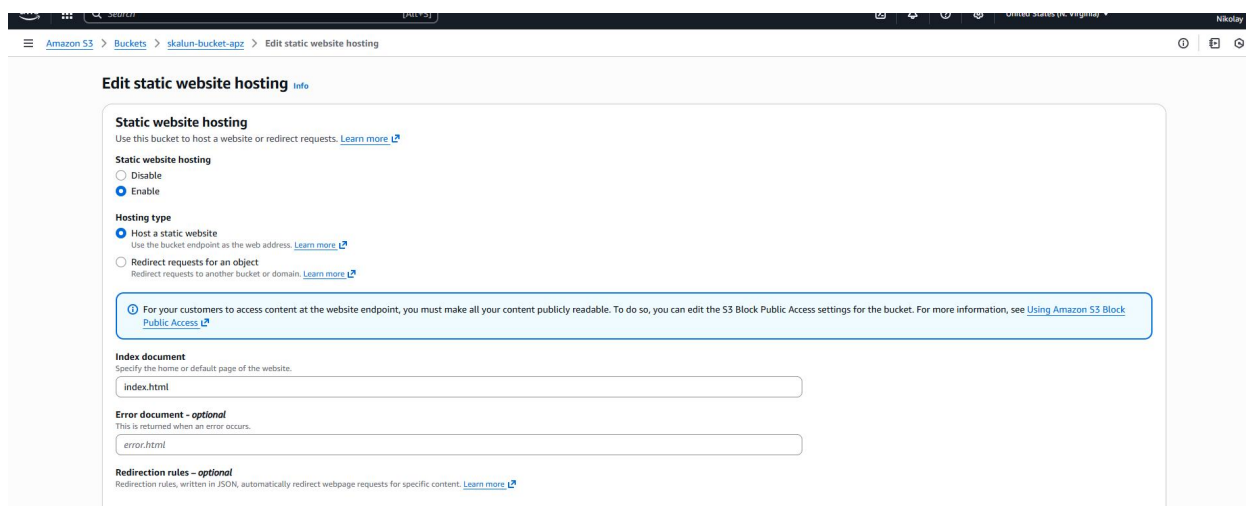 Search
[Alt+S]
United States (N. Virginia)
Nikolay
Amazon S3 > Buckets > skalun-bucket-apz > Edit static website hosting
Edit static website hosting Info
Static website hosting
Use this bucket to host a website or redirect requests. Learn more
Static website hosting
Disable
Enable
Hosting type
Host a static website
Use the bucket endpoint as the web address. Learn more
Redirect requests for an object
Redirect requests to another bucket or domain. Learn more
For your customers to access content at the website endpoint, you must make all your content publicly readable. To do so, you can edit the S3 Block Public Access settings for the bucket. For more information, see Using Amazon S3 Block
Public Access
Index document
Specify the home or default page of the website.
index.html
Error document - optional
This is returned when an error occurs.
error.html
Redirection rules – optional
Redirection rules, written in JSON, automatically redirect webpage requests for specific content. Learn more